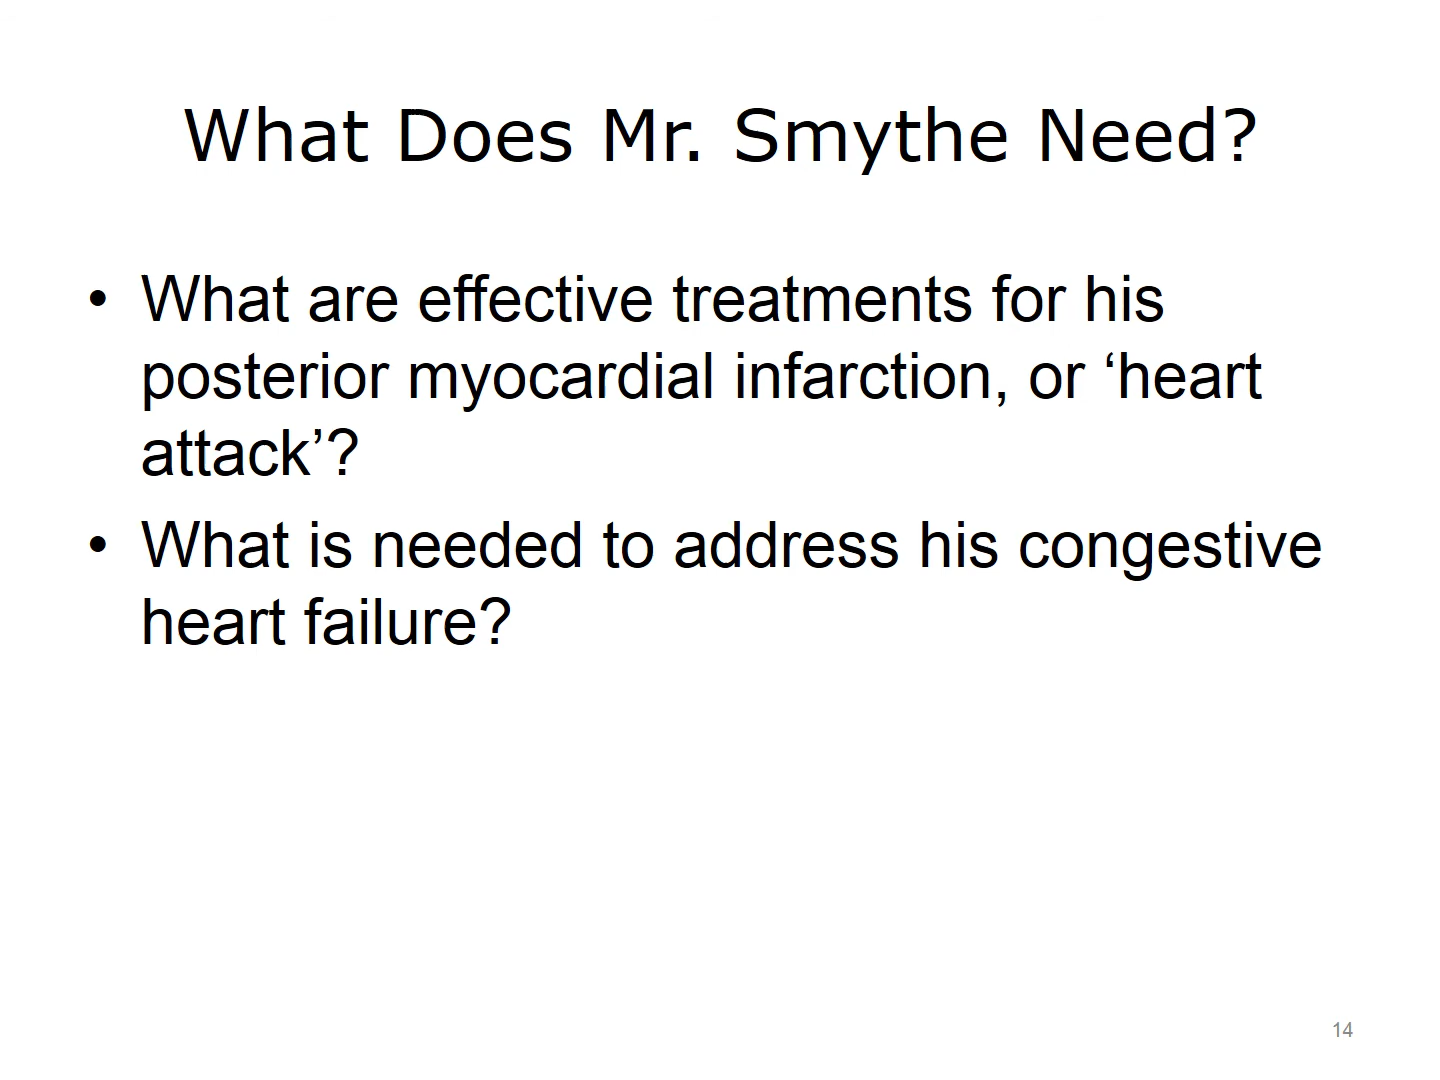 What Does Mr. Smythe Need?
• What are effective treatments for his
posterior myocardial infarction, or ‘heart
attack’?
• What is needed to address his congestive
heart failure?
14